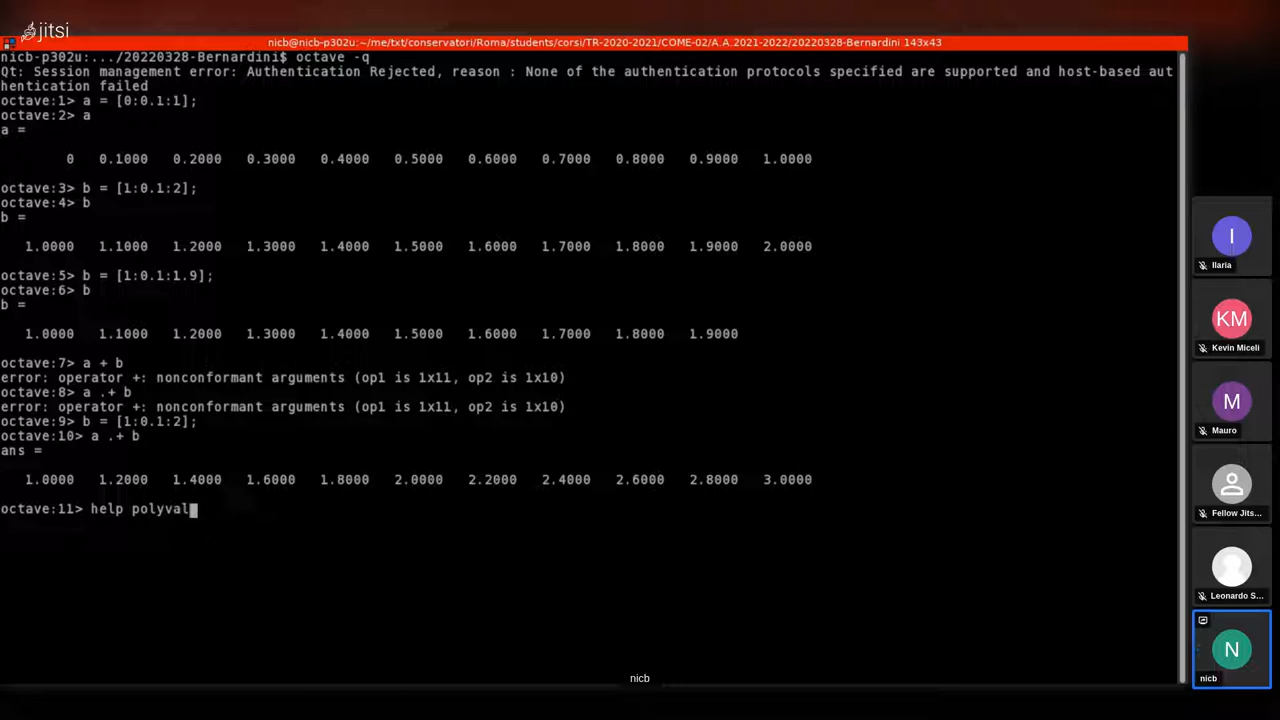 jitsi
nicb@nicb-p302u:~/me/txt/conservatori/Roma/students/corsi/TR-2020-2021/COME-02/A.A.2021-2022/20220328-Bernardini 143x43
nicb-p302u:.../20220328-Bernardini$ octave -q
Qt: Session management error: Authentication Rejected, reason : None of the authentication protocols specified are supported and host-based aut
hentication failed
octave:1> a = [0:0.1:1];
octave:2> a
a =
0 0.1000 0.2000 0.3000 0.4000 0.5000 0.6000 0.7000 0.8000 0.9000 1.0000
octave:3> b = [1:0.1:2];
octave:4> b
b =
1.0000 1.1000 1.2000 1.3000 1.4000 1.5000 1.6000 1.7000 1.8000 1.9000 2.0000
octave:5> b = [1:0.1:1.9];
octave:6> b
b =
1.0000 1.1000 1.2000 1.3000 1.4000 1.5000 1.6000 1.7000 1.8000 1.9000
octave:7> a + b
error: operator +: nonconformant arguments (op1 is 1x11, op2 is 1x10)
octave:8> a .+ b
error: operator +: nonconformant arguments (op1 is 1x11, op2 is 1x10)
octave:9> b = [1:0.1:2];
octave:10> a .+ b
ans =
1.0000 1.2000 1.4000 1.6000 1.8000 2.0000 2.2000 2.4000 2.6000 2.8000 3.0000
octave:11> help polyval
nicb
I
Ilaria
KM
Kevin Miceli
M
Mauro
Fellow Jits...
Leonardo S...
N
nicb